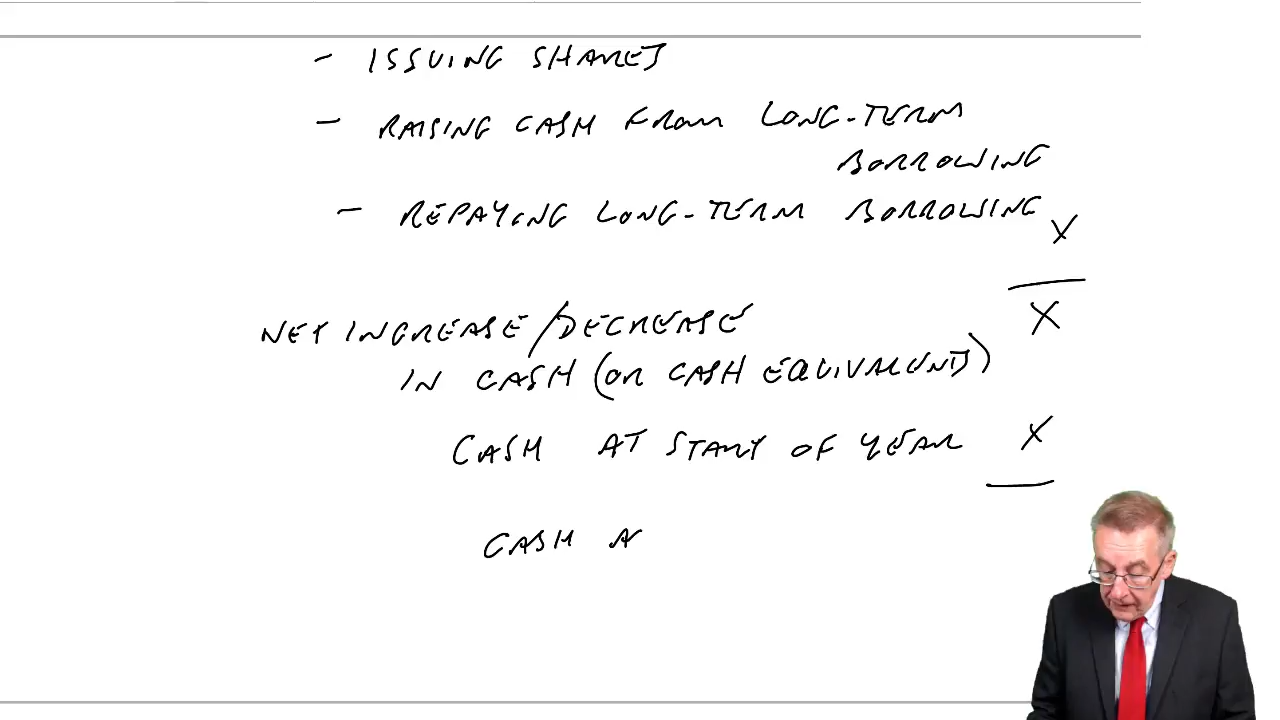 - ISSUING SHARES
- RAISING CASH FROM LONG-TERM
BORROWING
- REPAYING LONG-TERM BORROWING X
NET INCREASE/DECREASE X
IN CASH (OR CASH EQUIVALENTS)
CASH AT START OF YEAR X
CASH A